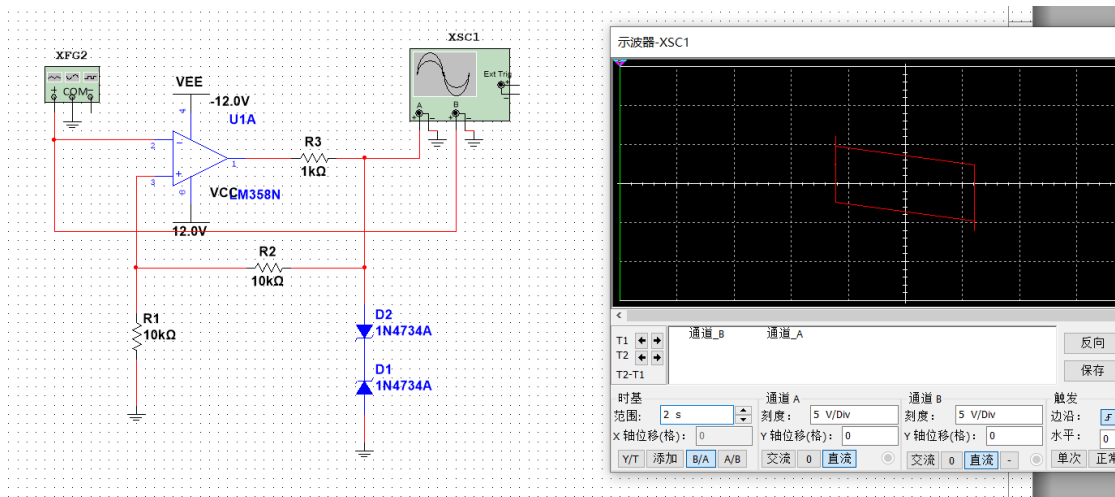 XFG2
COM
+
−
VEE
-12.0V
4
U1A
2
3
1
8
VCC
LM358N
12.0V
R3
1kΩ
R2
10kΩ
R1
10kΩ
D2
1N4734A
D1
1N4734A
XSC1
Ext Trig
A
B
示波器-XSC1
T1
T2
T2-T1
通道_B 通道_A
反向
保存
时基
范围: 2 s
X 轴位移(格): 0
Y/T 添加 B/A A/B
通道 A
刻度: 5 V/Div
Y 轴位移(格): 0
交流 0 直流
通道 B
刻度: 5 V/Div
Y 轴位移(格): 0
交流 0 直流 -
触发
边沿:
水平: 0
单次 正常